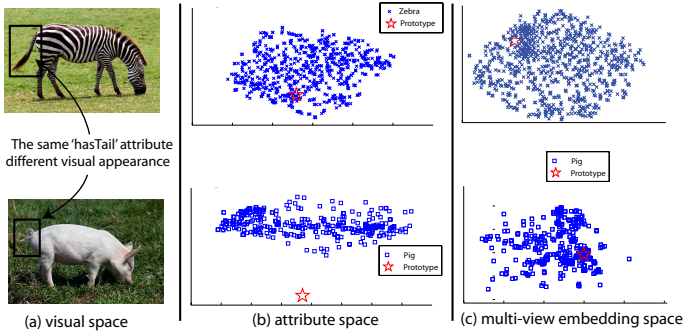 Zebra
Prototype
The same 'hasTail' attribute
different visual appearance
Pig
Prototype
Pig
Prototype
(a) visual space
(b) attribute space
(c) multi-view embedding space